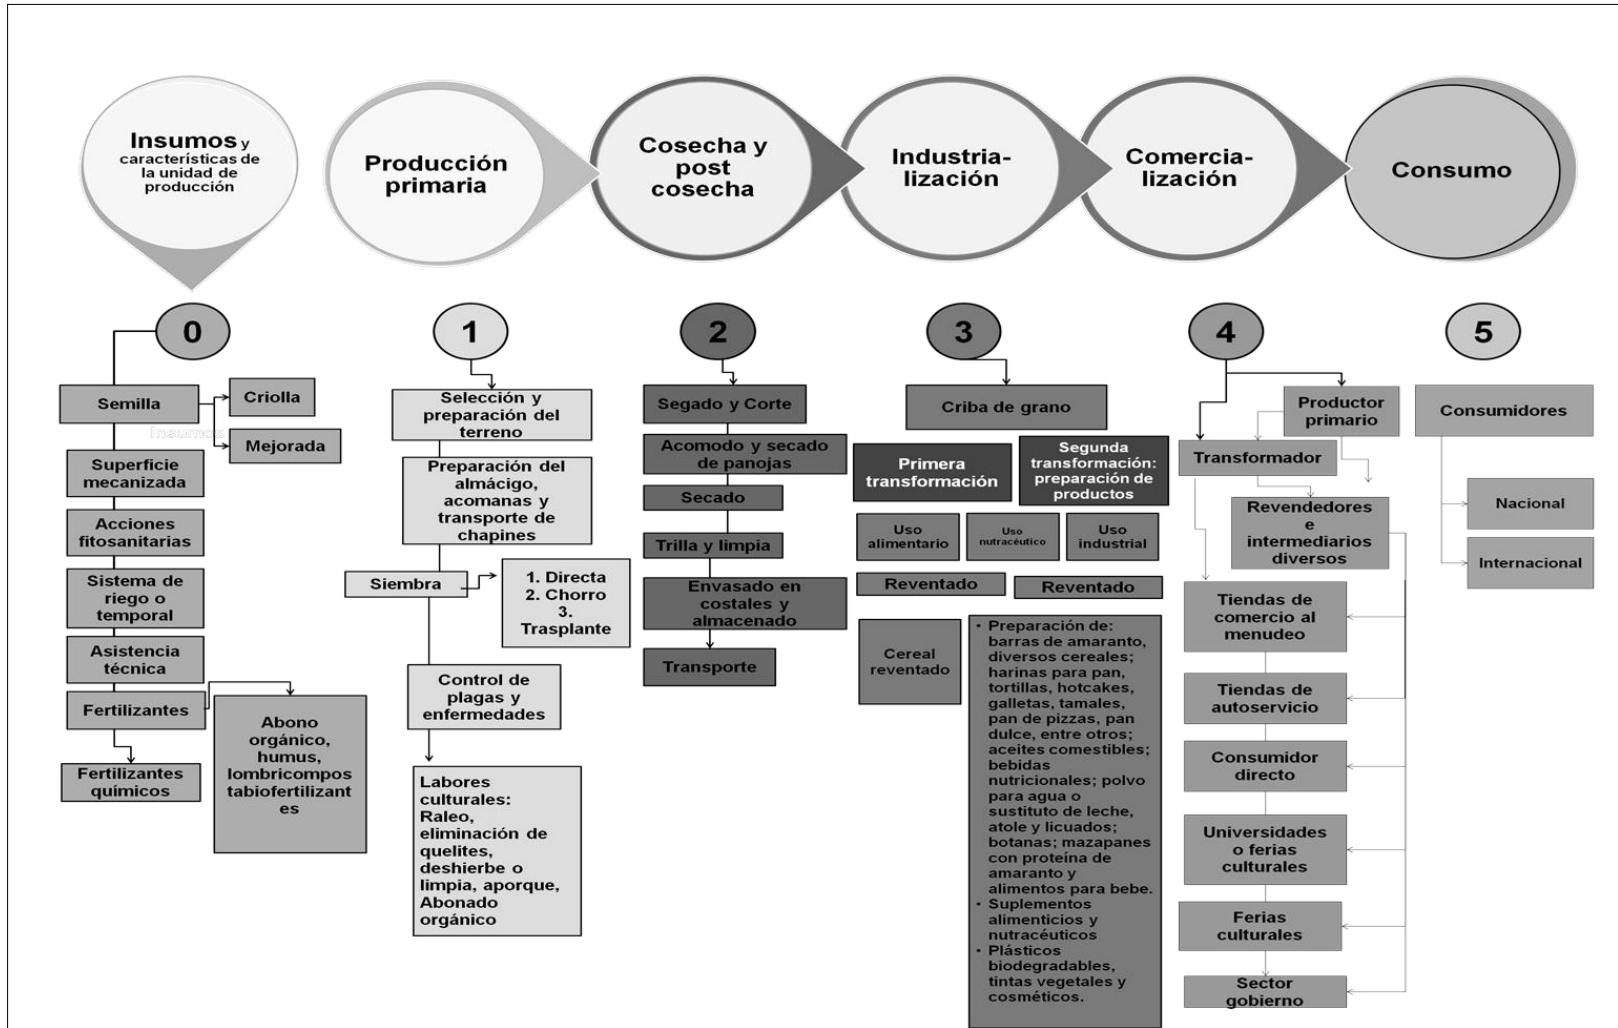 Insumos y
características de
la unidad de
producción
Producción
primaria
Cosecha y
post
cosecha
Industria-
lización
Comercia-
lización
Consumo
0
1
2
3
4
5
Semilla
Criolla
Mejorada
Insumos
Superficie
mecanizada
Acciones
fitosanitarias
Sistema de
riego o
temporal
Asistencia
técnica
Fertilizantes
Fertilizantes
químicos
Abono
orgánico,
humus,
lombricompos
tabiofertilizant
es
Selección y
preparación del
terreno
Preparación del
almácigo,
acomanas y
transporte de
chapines
Siembra
1. Directa
2. Chorro
3.
Trasplante
Control de
plagas y
enfermedades
Labores
culturales:
Raleo,
eliminación de
quelites,
deshierbe o
limpia, aporque,
Abonado
orgánico
Segado y Corte
Acomodo y secado
de panojas
Secado
Trilla y limpia
Envasado en
costales y
almacenado
Transporte
Criba de grano
Primera
transformación
Segunda
transformación:
preparación de
productos
Uso
alimentario
Uso
nutracéutico
Uso
industrial
Reventado
Reventado
Cereal
reventado
• Preparación de:
barras de amaranto,
diversos cereales;
harinas para pan,
tortillas, hotcakes,
galletas, tamales,
pan de pizzas, pan
dulce, entre otros;
aceites comestibles;
bebidas
nutricionales; polvo
para agua o
sustituto de leche,
atole y licuados;
botanas; mazapanes
con proteína de
amaranto y
alimentos para bebe.
• Suplementos
alimenticios y
nutracéuticos
• Plásticos
biodegradables,
tintas vegetales y
cosméticos.
Productor
primario
Transformador
Revendedores
e
intermediarios
diversos
Tiendas de
comercio al
menudeo
Tiendas de
autoservicio
Consumidor
directo
Universidades
o ferias
culturales
Ferias
culturales
Sector
gobierno
Consumidores
Nacional
Internacional